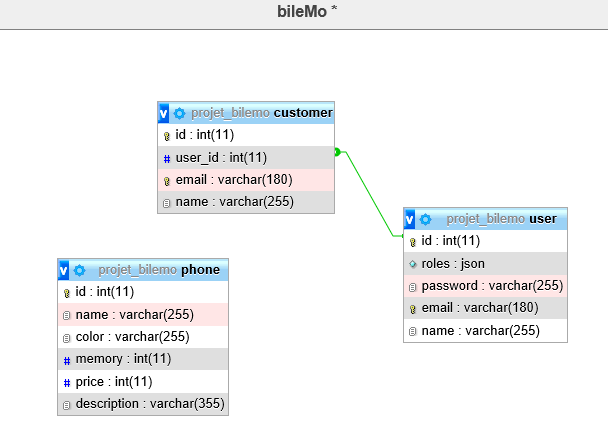 bileMo *
v projet_bilemo customer
id : int(11)
# user_id : int(11)
email : varchar(180)
name : varchar(255)
v projet_bilemo user
id : int(11)
roles : json
password : varchar(255)
email : varchar(180)
name : varchar(255)
v projet_bilemo phone
id : int(11)
name : varchar(255)
color : varchar(255)
# memory : int(11)
# price : int(11)
description : varchar(355)